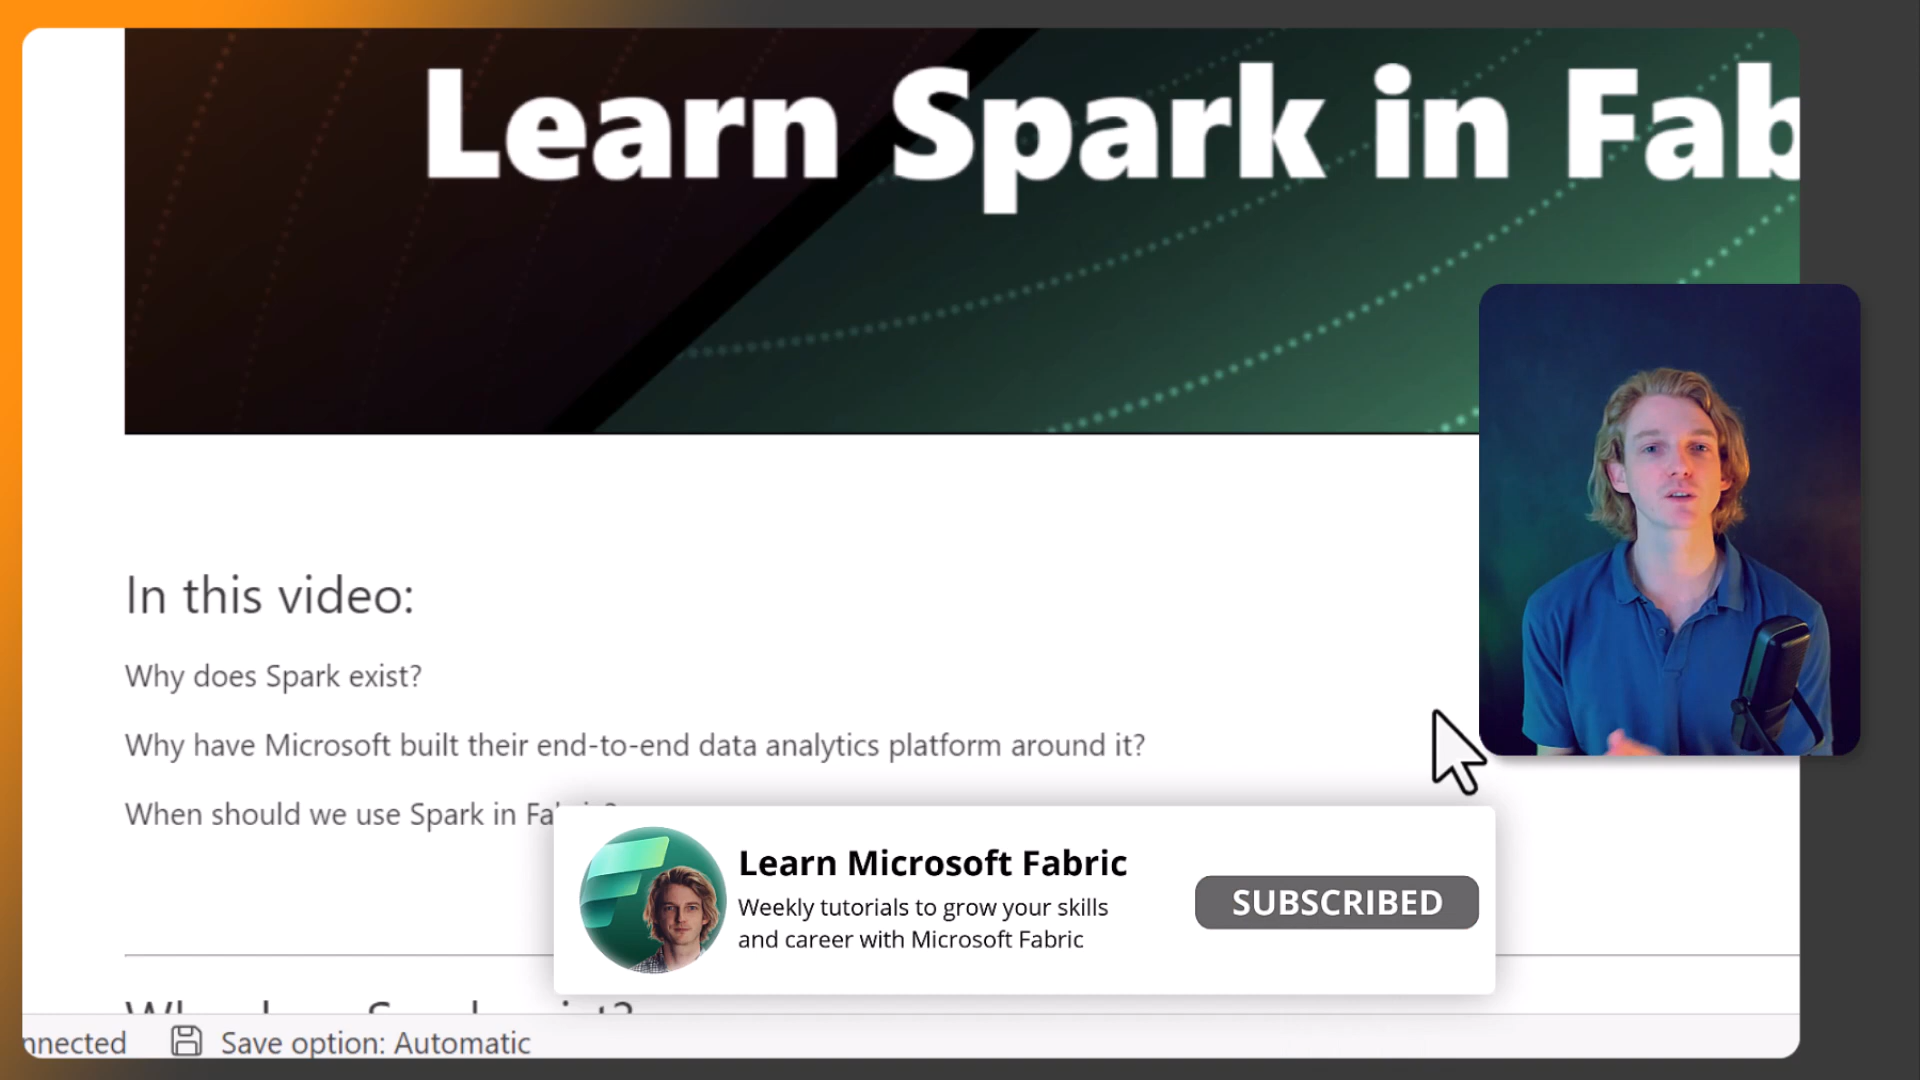 Learn Spark in Fab
In this video:
Why does Spark exist?
Why have Microsoft built their end-to-end data analytics platform around it?
When should we use Spark in Fa
Learn Microsoft Fabric
Weekly tutorials to grow your skills
and career with Microsoft Fabric
SUBSCRIBED
nnected
Save option: Automatic